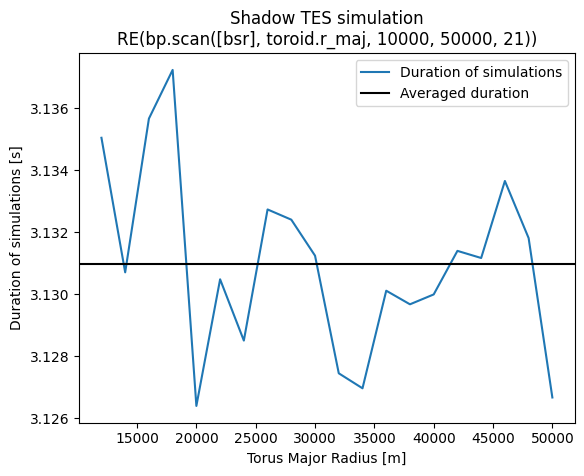 Shadow TES simulation
RE(bp.scan([bsr], toroid.r_maj, 10000, 50000, 21))
Duration of simulations
Averaged duration
3.136
3.134
3.132
3.130
3.128
3.126
Duration of simulations [s]
15000 20000 25000 30000 35000 40000 45000 50000
Torus Major Radius [m]